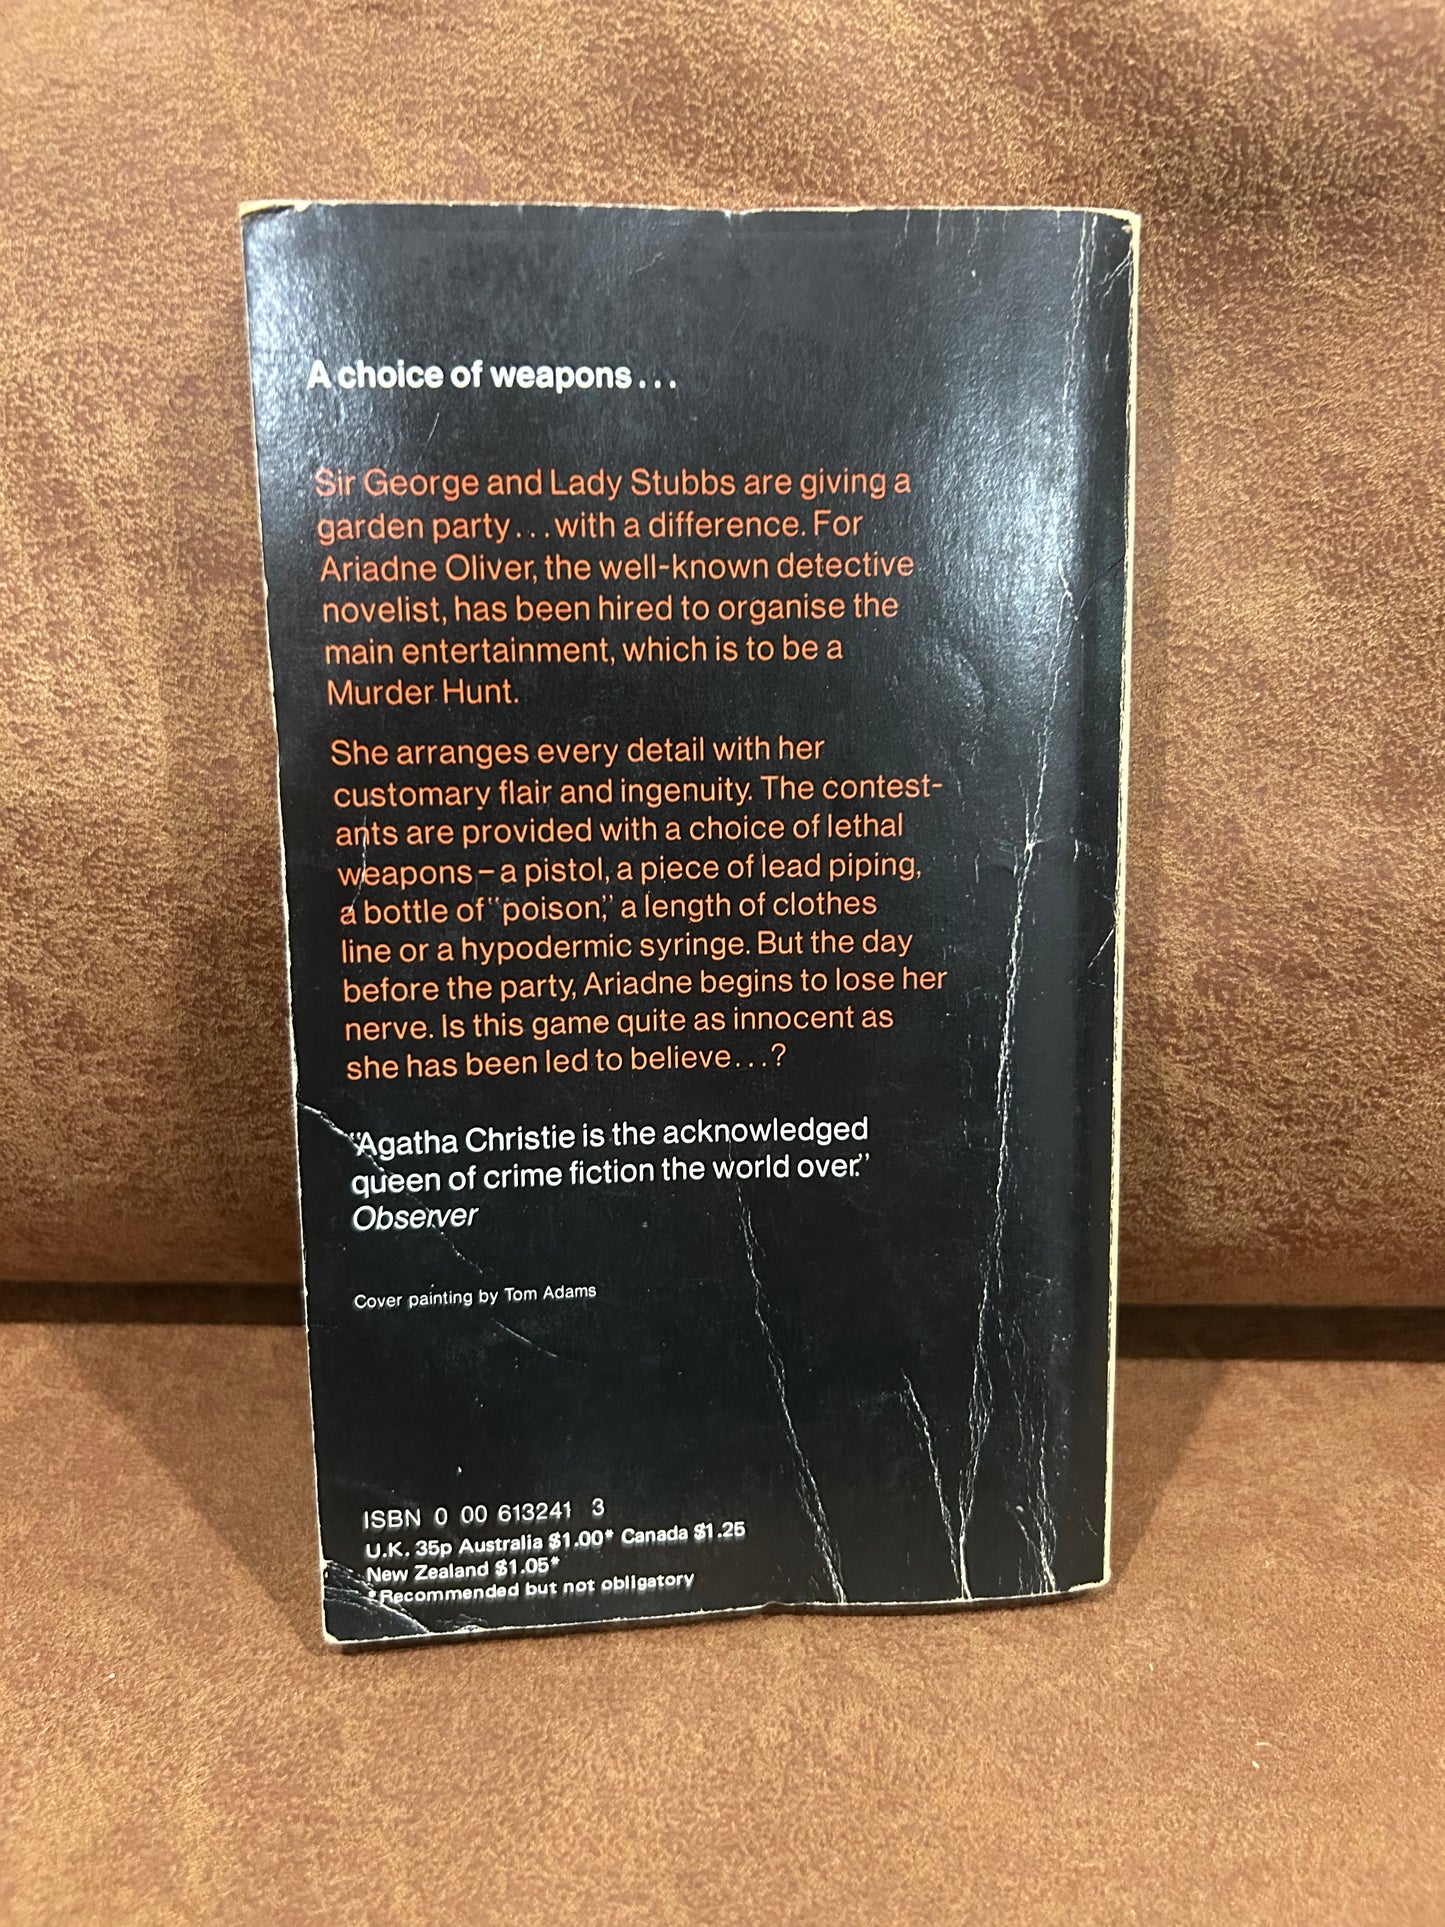 A choice of weapons...
Sir George and Lady Stubbs are giving a
garden party...with a difference. For
Ariadne Oliver, the well-known detective
novelist, has been hired to organise the
main entertainment, which is to be a
Murder Hunt.
She arranges every detail with her
customary flair and ingenuity. The contest-
ants are provided with a choice of lethal
weapons – a pistol, a piece of lead piping,
a bottle of "poison," a length of clothes
line or a hypodermic syringe. But the day
before the party, Ariadne begins to lose her
nerve. Is this game quite as innocent as
she has been led to believe...?
"Agatha Christie is the acknowledged
queen of crime fiction the world over."
Observer
Cover painting by Tom Adams
ISBN 0 00 613241 3
U.K. 35p Australia $1.00* Canada $1.25
New Zealand $1.05*
*Recommended but not obligatory